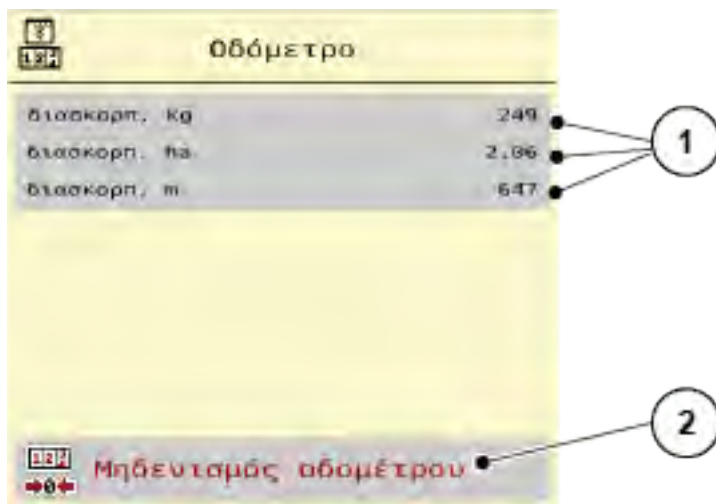 Οδόμετρο
διασκορπ. kg 249
διασκορπ. ha 2.06
διασκορπ. m 647
1
Μηδενισμός οδομέτρου
2